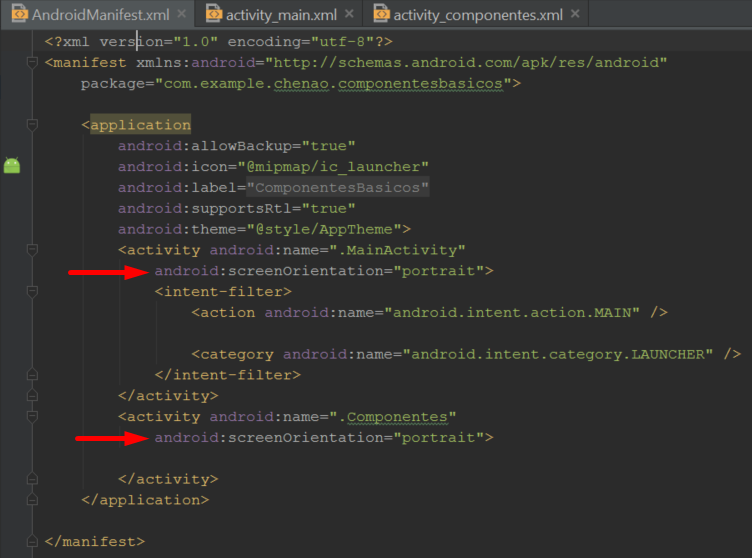 AndroidManifest.xml activity_main.xml activity_componentes.xml
<?xml version="1.0" encoding="utf-8"?>
<manifest xmlns:android="http://schemas.android.com/apk/res/android"
    package="com.example.chenao.componentesbasicos">
    <application
        android:allowBackup="true"
        android:icon="@mipmap/ic_launcher"
        android:label="ComponentesBasicos"
        android:supportsRtl="true"
        android:theme="@style/AppTheme">
        <activity android:name=".MainActivity"
            android:screenOrientation="portrait">
            <intent-filter>
                <action android:name="android.intent.action.MAIN" />
                <category android:name="android.intent.category.LAUNCHER" />
            </intent-filter>
        </activity>
        <activity android:name=".Componentes"
            android:screenOrientation="portrait">
        </activity>
    </application>
</manifest>